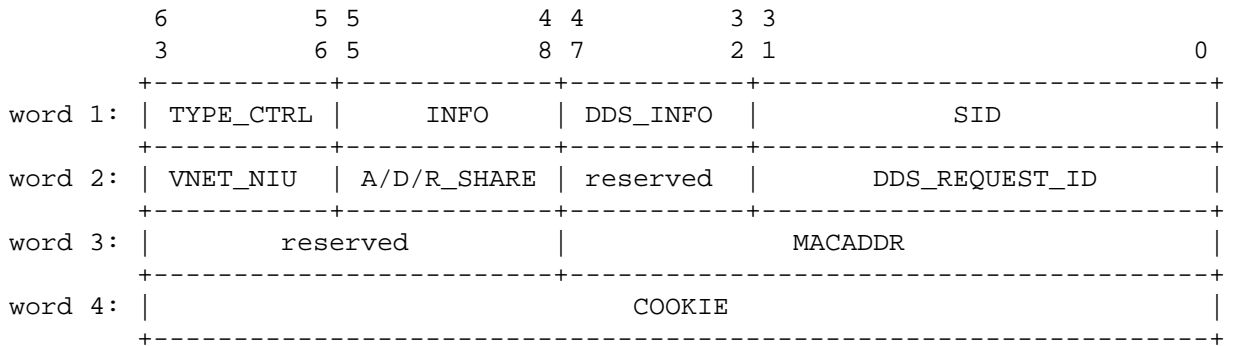 6 5 5 4 4 3 3
3 6 5 8 7 2 1 0
+-----------+-------------+-----------+----------------------------+
word 1: | TYPE_CTRL | INFO | DDS_INFO | SID |
+-----------+-------------+-----------+----------------------------+
word 2: | VNET_NIU | A/D/R_SHARE | reserved | DDS_REQUEST_ID |
+-----------+-------------+-----------+----------------------------+
word 3: | reserved | MACADDR |
+-------------------------+----------------------------------------+
word 4: | COOKIE |
+------------------------------------------------------------------+